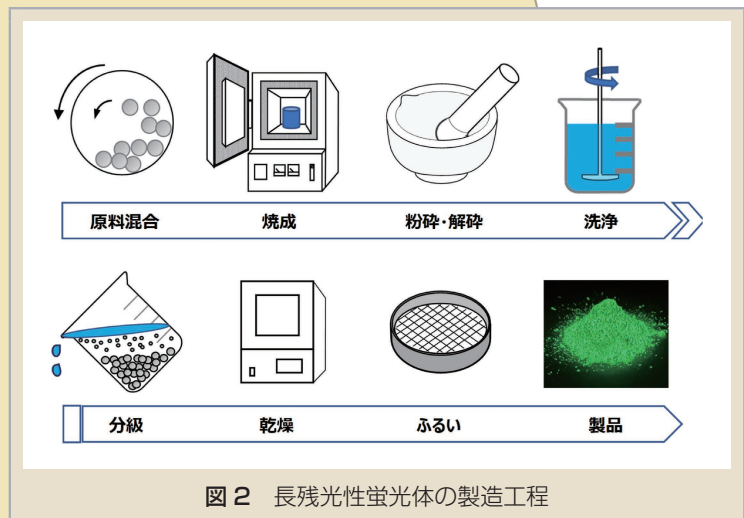 原料混合 焼成 粉砕・解砕 洗浄
分級 乾燥 ふるい 製品
図2 長残光性蛍光体の製造工程